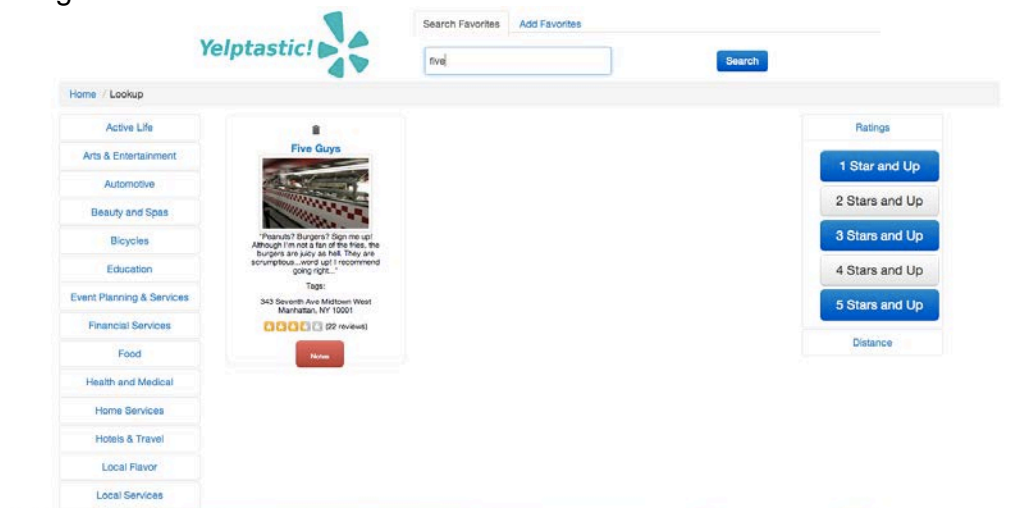 Search Favorites Add Favorites
Yelptastic!
five
Search
Home / Lookup
Active Life
Arts & Entertainment
Automotive
Beauty and Spas
Bicycles
Education
Event Planning & Services
Financial Services
Food
Health and Medical
Home Services
Hotels & Travel
Local Flavor
Local Services
Five Guys
"Peanuts? Burgers? Sign me up!
Although I'm not a fan of the fries, the
burgers are juicy as hell. They are
scrumptious...word up! I recommend
going right..."
Tags:
343 Seventh Ave Midtown West
Manhattan, NY 10001
(22 reviews)
Notes
Ratings
1 Star and Up
2 Stars and Up
3 Stars and Up
4 Stars and Up
5 Stars and Up
Distance